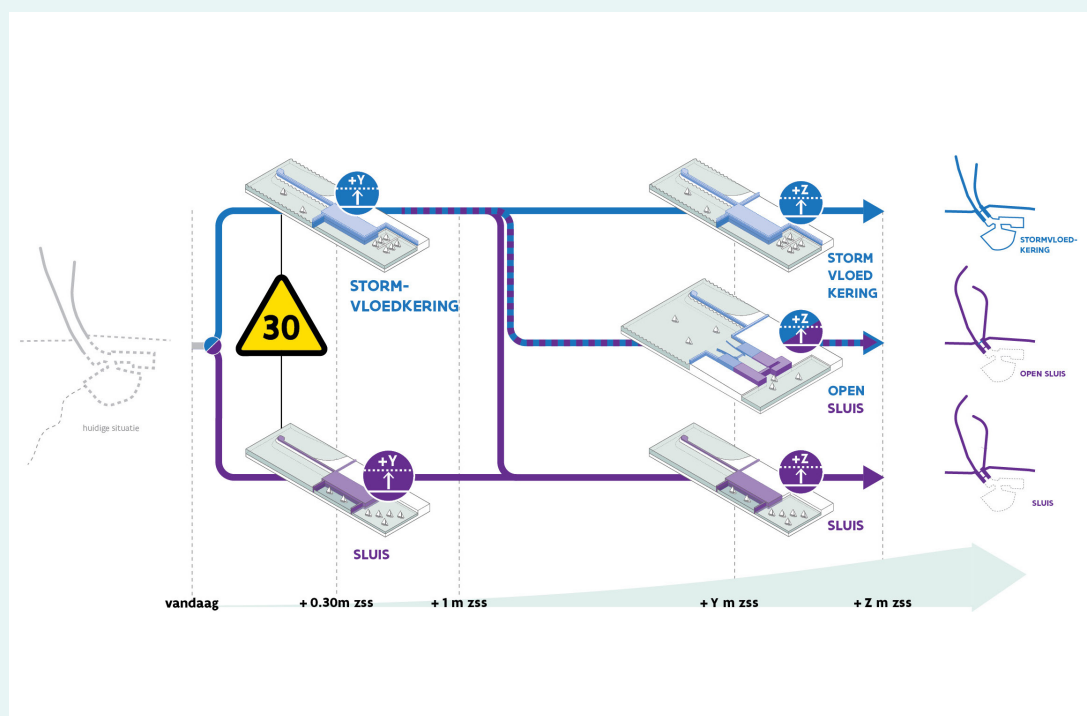 +Y
+Z
STORM-
VLOEDKERING
STORM
VLOED
KERING
STORMVLOED-
KERING
30
+Z
OPEN
SLUIS
OPEN SLUIS
huidige situatie
+Y
+Z
SLUIS
SLUIS
SLUIS
vandaag
+ 0.30m zss
+ 1 m zss
+ Y m zss
+ Z m zss